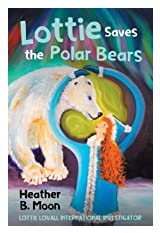 Lottie Saves
the Polar Bears
Heather
B. Moon
LOTTIE LOVALL INTERNATIONAL INVESTIGATOR